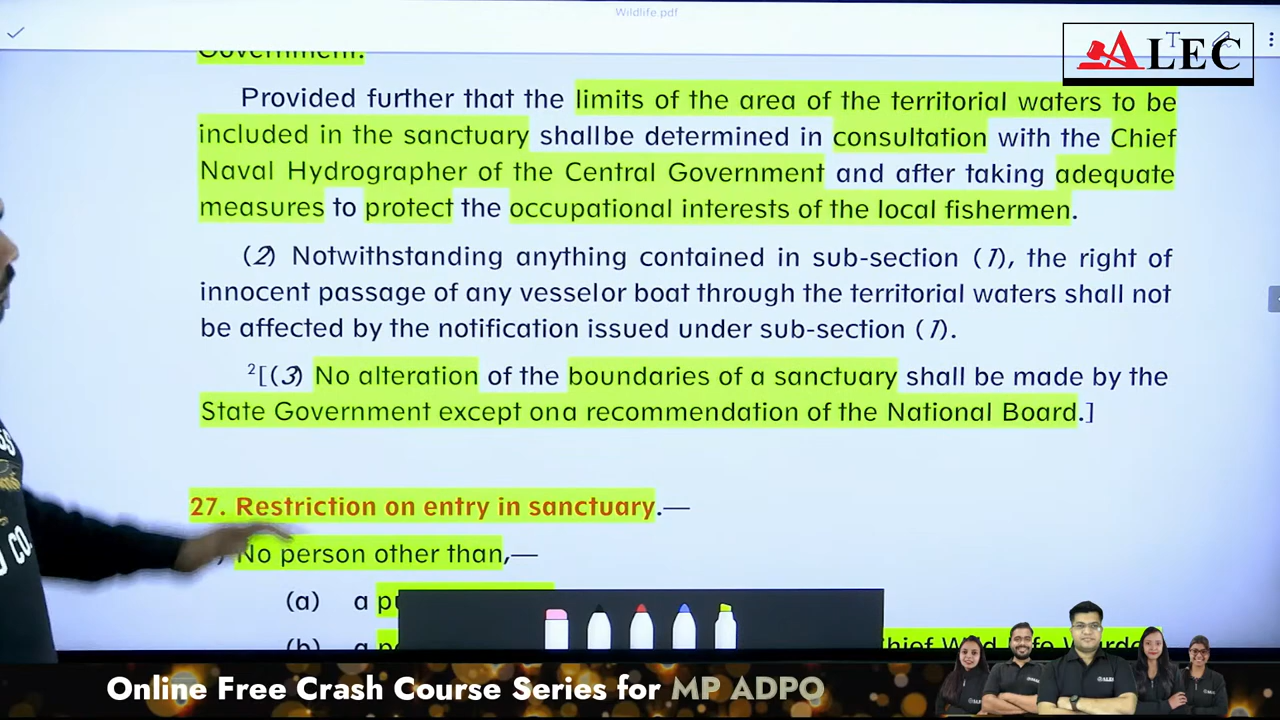 Wildlife.pdf
ALEC
Government.
Provided further that the limits of the area of the territorial waters to be
included in the sanctuary shallbe determined in consultation with the Chief
Naval Hydrographer of the Central Government and after taking adequate
measures to protect the occupational interests of the local fishermen.
(2) Notwithstanding anything contained in sub-section (1), the right of
innocent passage of any vesselor boat through the territorial waters shall not
be affected by the notification issued under sub-section (1).
2[(3) No alteration of the boundaries of a sanctuary shall be made by the
State Government except ona recommendation of the National Board.]
27. Restriction on entry in sanctuary.—
No person other than,—
(a) a
(b) a Chief Wild Life
Online Free Crash Course Series for MP ADPO